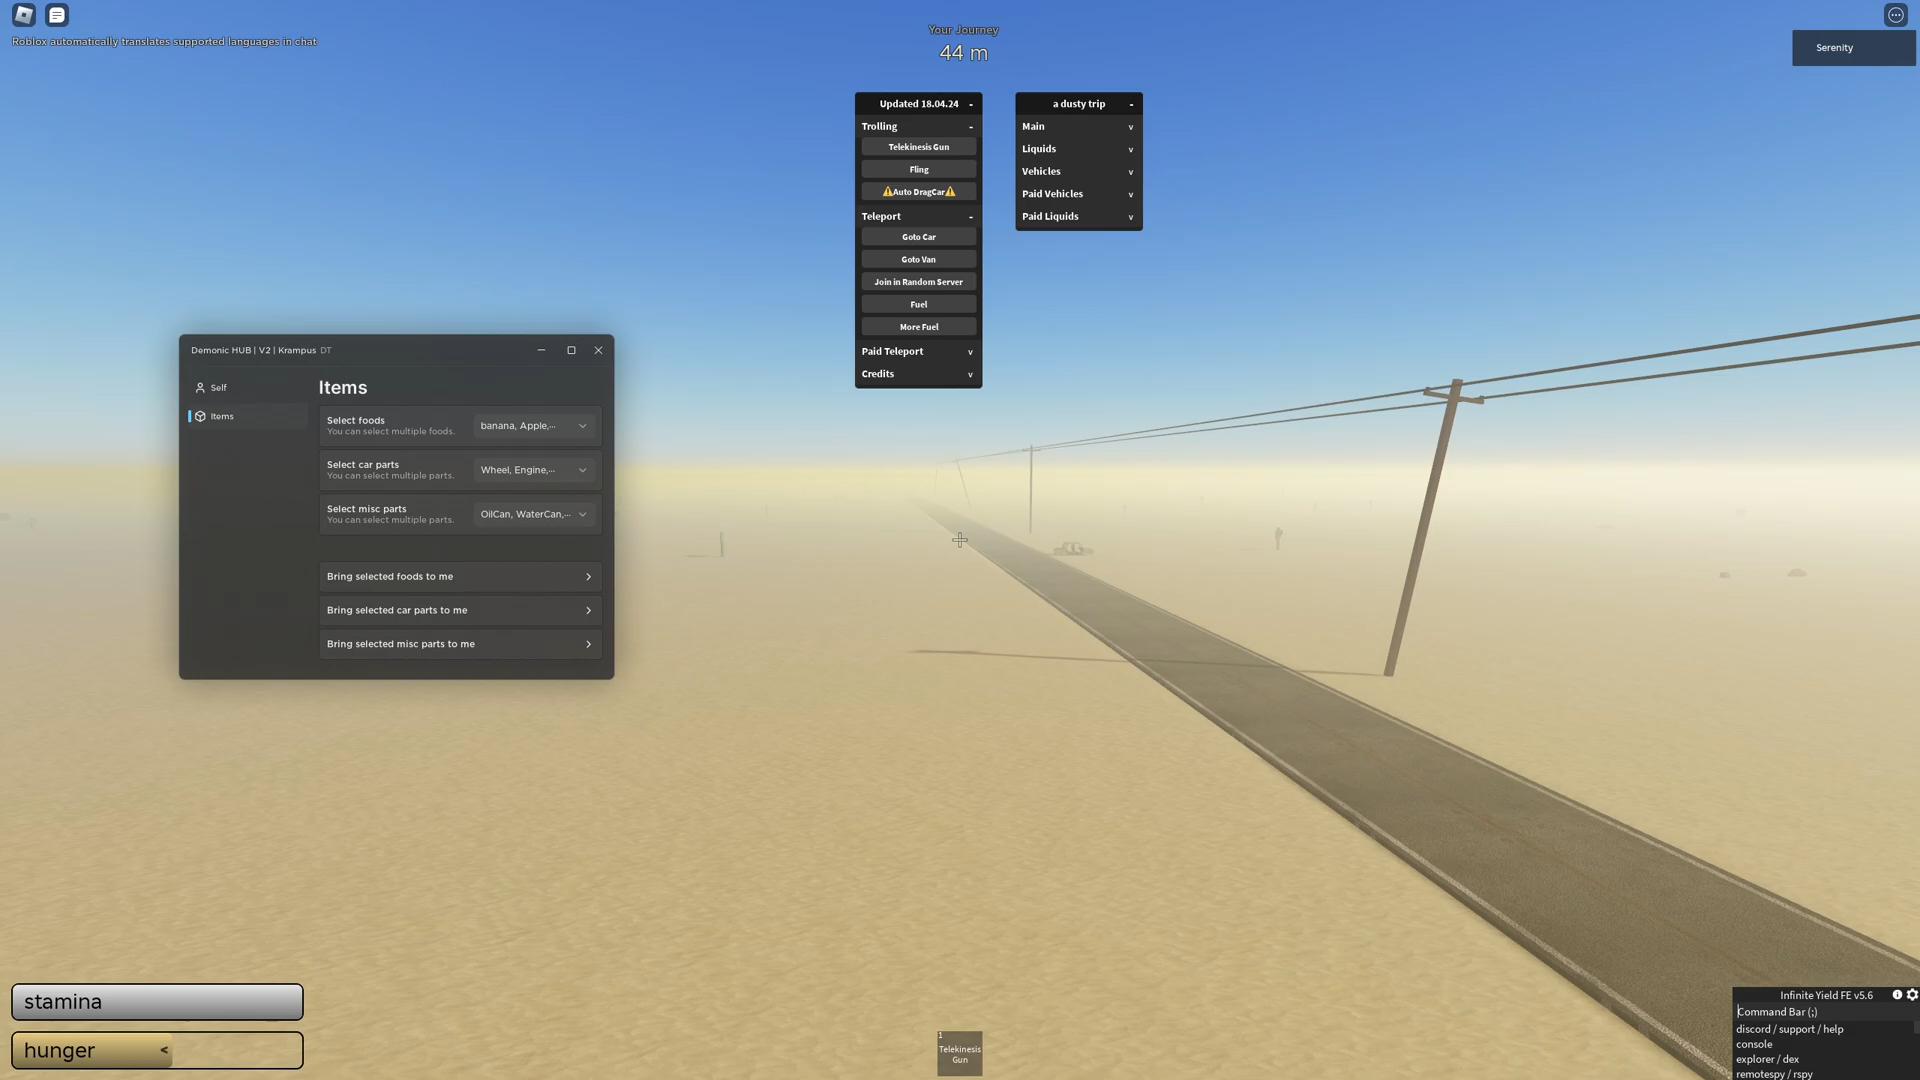 Roblox automatically translates supported languages in chat
Your Journey
44 m
Serenity
Updated 18.04.24 -
Trolling -
Telekinesis Gun
Fling
⚠️Auto DragCar⚠️
Teleport -
Goto Car
Goto Van
Join in Random Server
Fuel
More Fuel
Paid Teleport v
Credits v
a dusty trip -
Main v
Liquids v
Vehicles v
Paid Vehicles v
Paid Liquids v
Demonic HUB | V2 | Krampus DT
Self
Items
Items
Select foods
You can select multiple foods.
banana, Apple,...
Select car parts
You can select multiple parts.
Wheel, Engine,...
Select misc parts
You can select multiple parts.
OilCan, WaterCan,...
Bring selected foods to me
Bring selected car parts to me
Bring selected misc parts to me
stamina
hunger <
1
Telekinesis
Gun
Infinite Yield FE v5.6
Command Bar (;)
discord / support / help
console
explorer / dex
remotespy / rspy